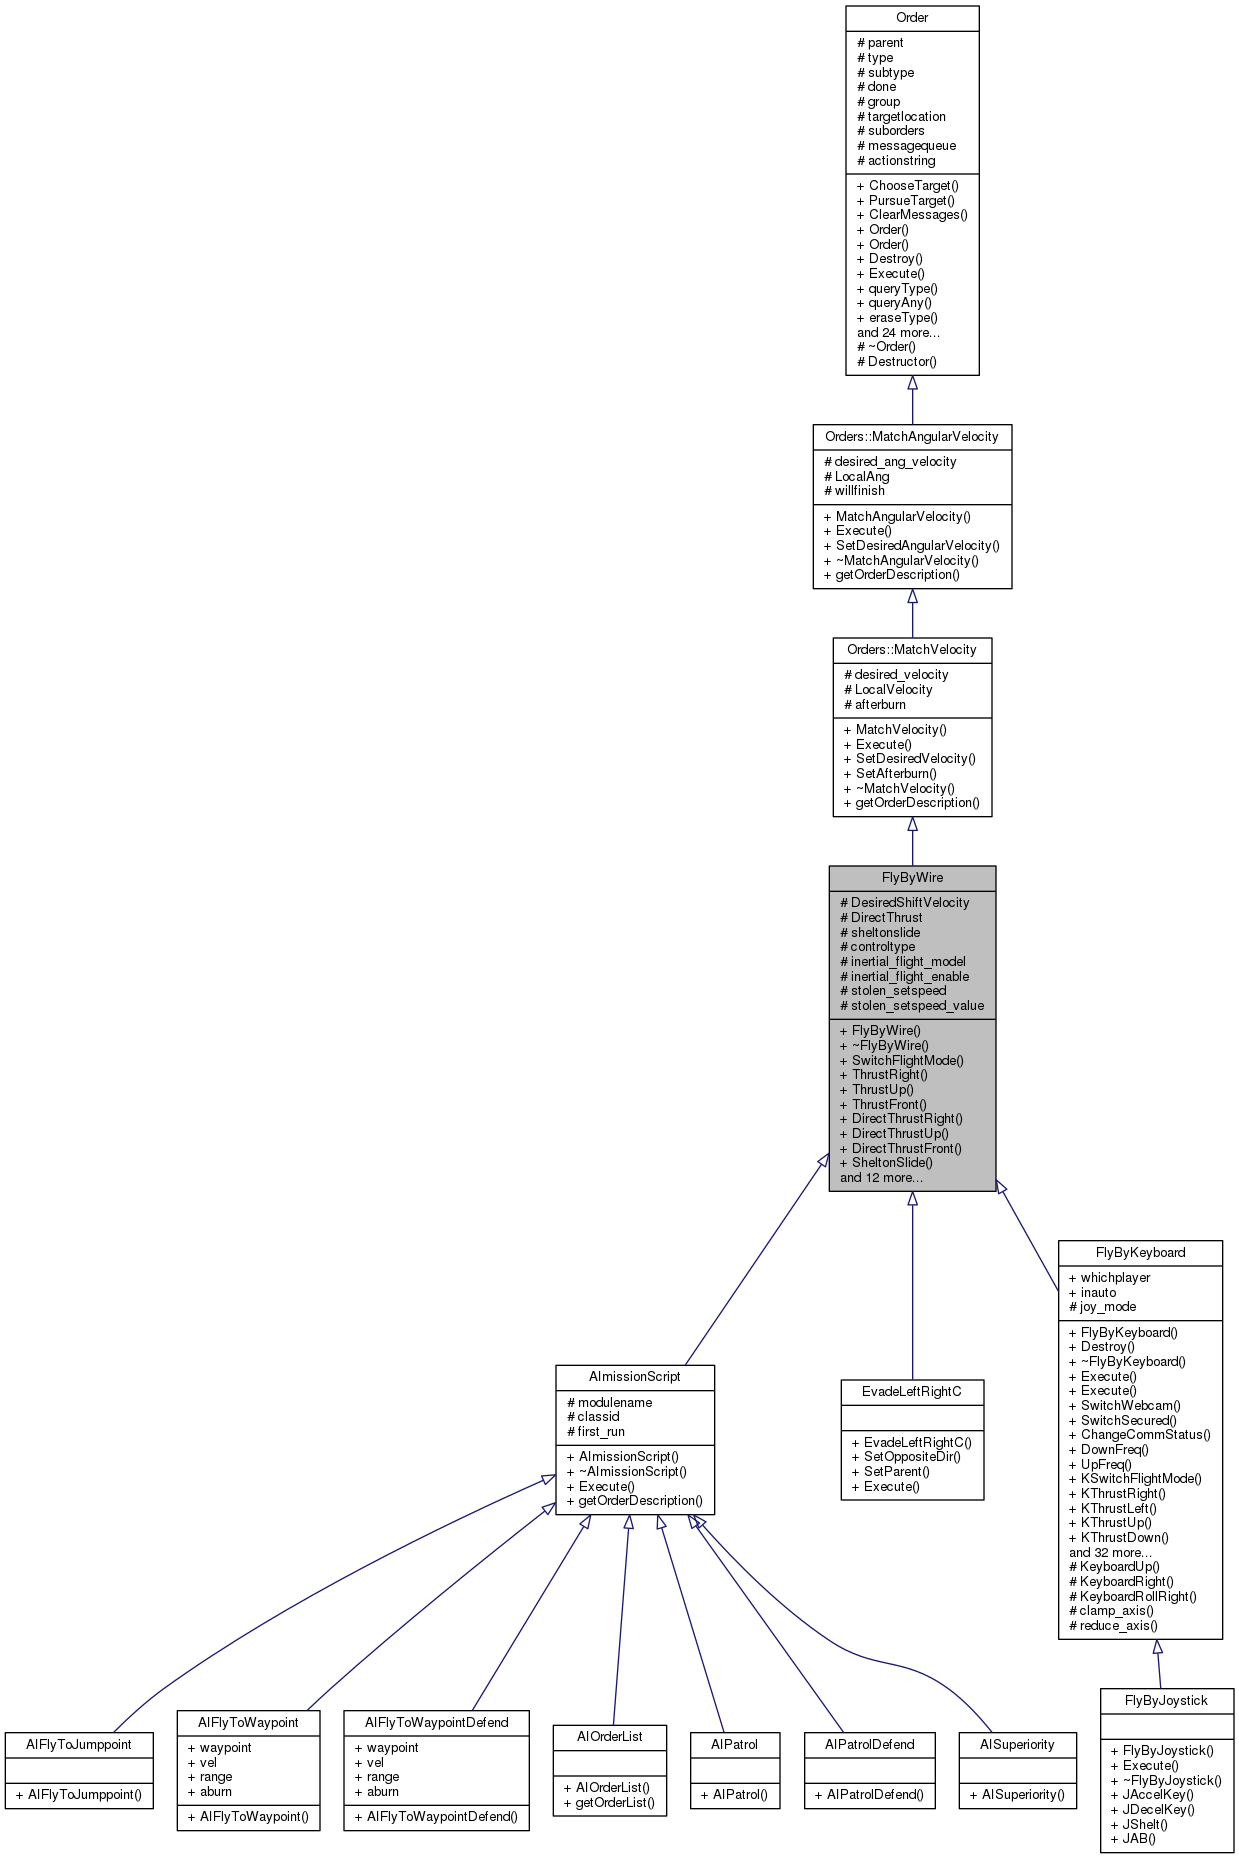 Order
# parent
# type
# subtype
# done
# group
# targetlocation
# suborders
# messagequeue
# actionstring
+ ChooseTarget()
+ PursueTarget()
+ ClearMessages()
+ Order()
+ Order()
+ Destroy()
+ Execute()
+ queryType()
+ queryAny()
+ eraseType()
and 24 more...
# ~Order()
# Destructor()
Orders::MatchAngularVelocity
# desired_ang_velocity
# LocalAng
# willfinish
+ MatchAngularVelocity()
+ Execute()
+ SetDesiredAngularVelocity()
+ ~MatchAngularVelocity()
+ getOrderDescription()
Orders::MatchVelocity
# desired_velocity
# LocalVelocity
# afterburn
+ MatchVelocity()
+ Execute()
+ SetDesiredVelocity()
+ SetAfterburn()
+ ~MatchVelocity()
+ getOrderDescription()
FlyByWire
# DesiredShiftVelocity
# DirectThrust
# sheltonslide
# controltype
# inertial_flight_model
# inertial_flight_enable
# stolen_setspeed
# stolen_setspeed_value
+ FlyByWire()
+ ~FlyByWire()
+ SwitchFlightMode()
+ ThrustRight()
+ ThrustUp()
+ ThrustFront()
+ DirectThrustRight()
+ DirectThrustUp()
+ DirectThrustFront()
+ SheltonSlide()
and 12 more...
AImissionScript
# modulename
# classid
# first_run
+ AImissionScript()
+ ~AImissionScript()
+ Execute()
+ getOrderDescription()
EvadeLeftRightC
+ EvadeLeftRightC()
+ SetOppositeDir()
+ SetParent()
+ Execute()
FlyByKeyboard
+ whichplayer
+ inauto
# joy_mode
+ FlyByKeyboard()
+ Destroy()
+ ~FlyByKeyboard()
+ Execute()
+ Execute()
+ SwitchWebcam()
+ SwitchSecured()
+ ChangeCommStatus()
+ DownFreq()
+ UpFreq()
+ KSwitchFlightMode()
+ KThrustRight()
+ KThrustLeft()
+ KThrustUp()
+ KThrustDown()
and 32 more...
# KeyboardUp()
# KeyboardRight()
# KeyboardRollRight()
# clamp_axis()
# reduce_axis()
AIFlyToJumppoint
+ AIFlyToJumppoint()
AIFlyToWaypoint
+ waypoint
+ vel
+ range
+ aburn
+ AIFlyToWaypoint()
AIFlyToWaypointDefend
+ waypoint
+ vel
+ range
+ aburn
+ AIFlyToWaypointDefend()
AIOrderList
+ AIOrderList()
+ getOrderList()
AIPatrol
+ AIPatrol()
AIPatrolDefend
+ AIPatrolDefend()
AISuperiority
+ AISuperiority()
FlyByJoystick
+ FlyByJoystick()
+ Execute()
+ ~FlyByJoystick()
+ JAccelKey()
+ JDecelKey()
+ JShelt()
+ JAB()